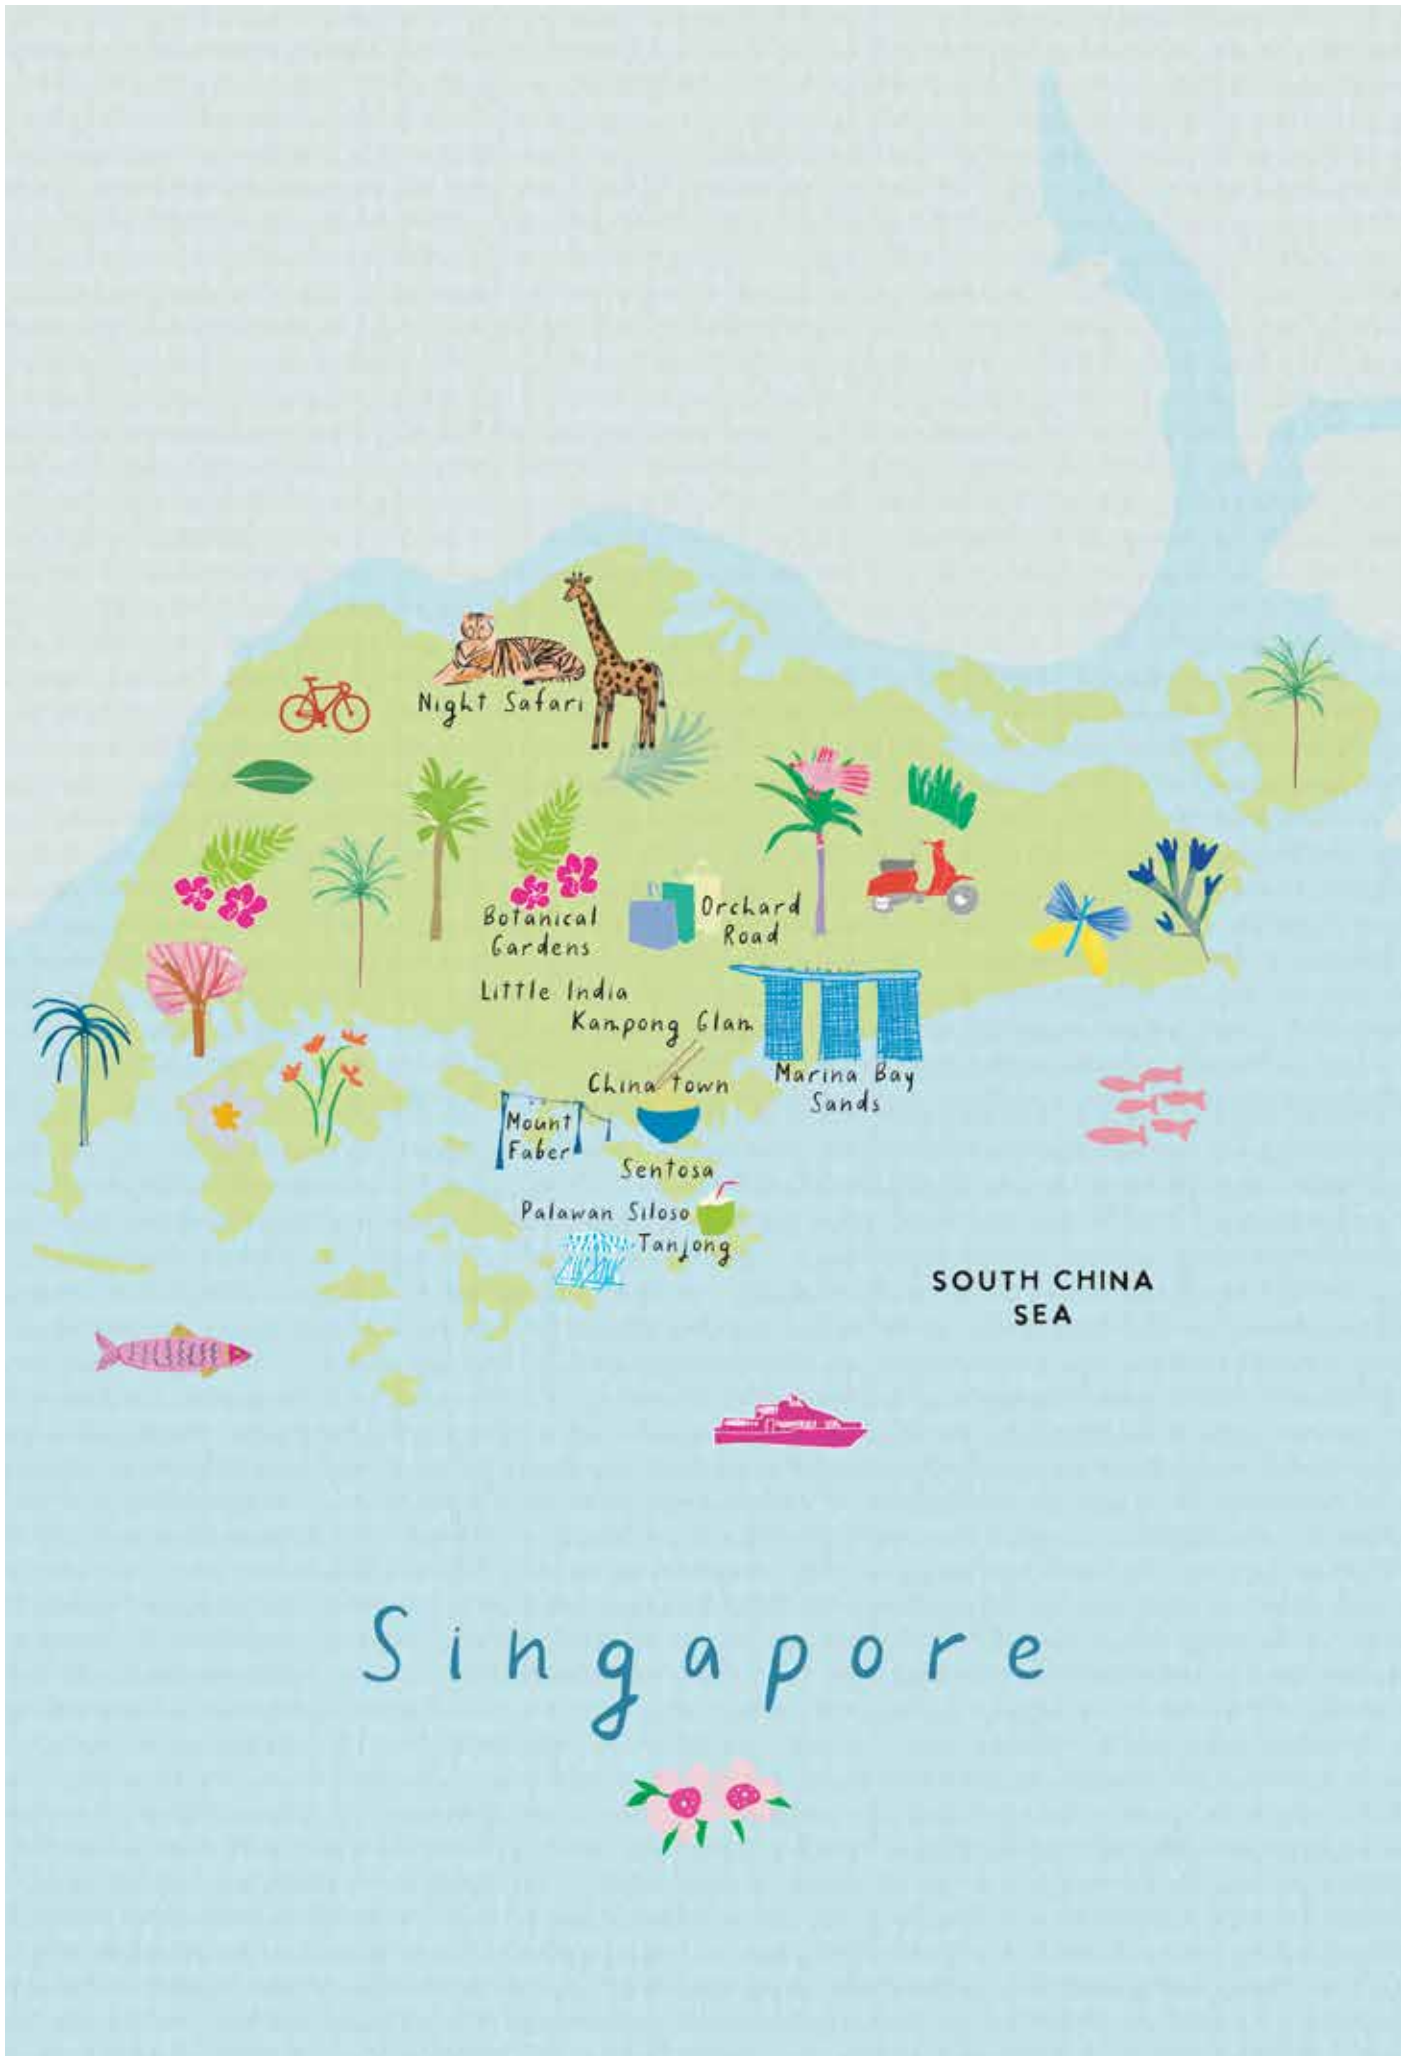 Night Safari
Botanical
Gardens
Orchard
Road
Little India
Kampong Glam
China Town
Marina Bay
Sands
Mount
Faber
Sentosa
Palawan Siloso
Tanjong
SOUTH CHINA
SEA
Singapore